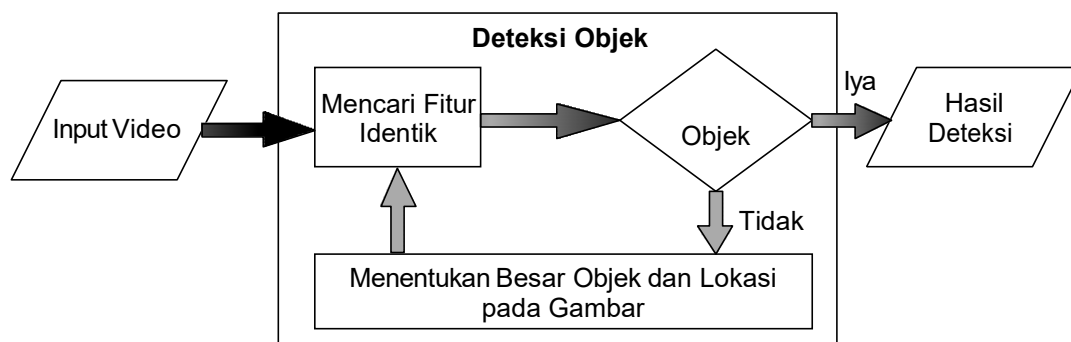 Deteksi Objek
Input Video
Mencari Fitur
Identik
Objek
Iya
Hasil
Deteksi
Tidak
Menentukan Besar Objek dan Lokasi
pada Gambar